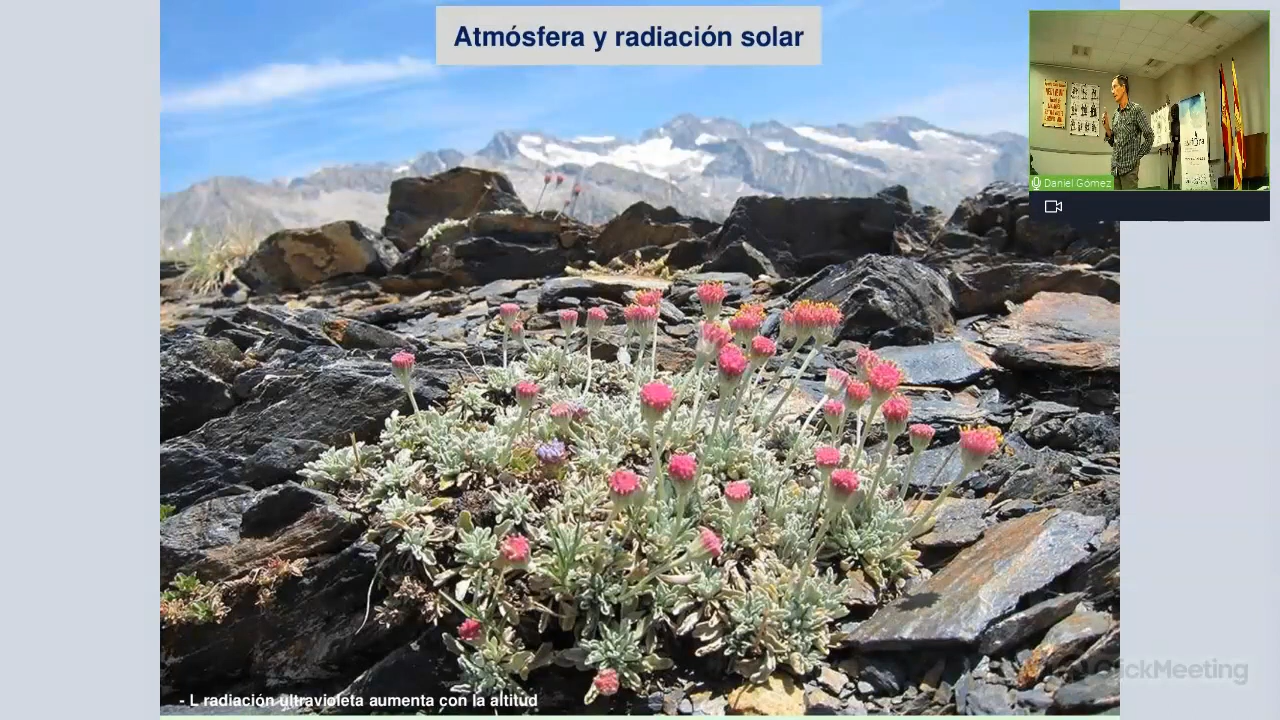 Atmósfera y radiación solar
Daniel Gómez
- L radiación ultravioleta aumenta con la altitud
ClickMeeting